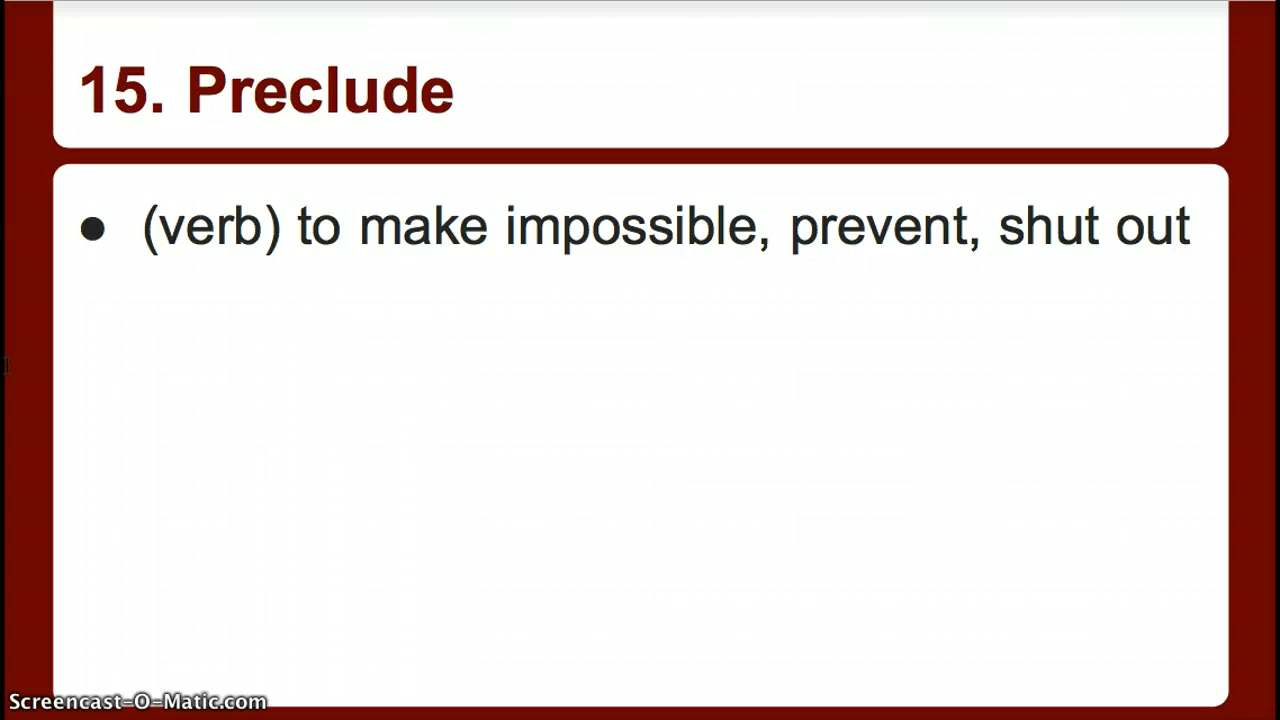 15. Preclude
● (verb) to make impossible, prevent, shut out
Screencast-O-Matic.com